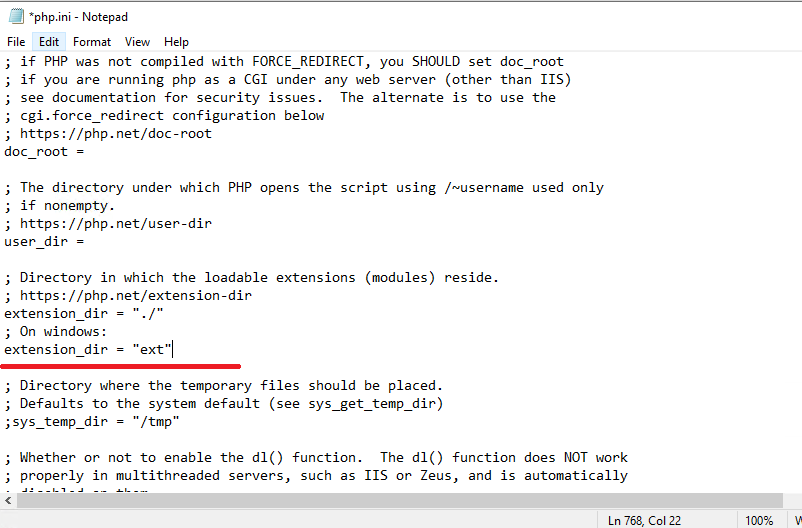 *php.ini - Notepad
File Edit Format View Help
; if PHP was not compiled with FORCE_REDIRECT, you SHOULD set doc_root
; if you are running php as a CGI under any web server (other than IIS)
; see documentation for security issues.  The alternate is to use the
; cgi.force_redirect configuration below
; https://php.net/doc-root
doc_root =
; The directory under which PHP opens the script using /~username used only
; if nonempty.
; https://php.net/user-dir
user_dir =
; Directory in which the loadable extensions (modules) reside.
; https://php.net/extension-dir
extension_dir = "./"
; On windows:
extension_dir = "ext"
; Directory where the temporary files should be placed.
; Defaults to the system default (see sys_get_temp_dir)
;sys_temp_dir = "/tmp"
; Whether or not to enable the dl() function.  The dl() function does NOT work
; properly in multithreaded servers, such as IIS or Zeus, and is automatically
Ln 768, Col 22 100%